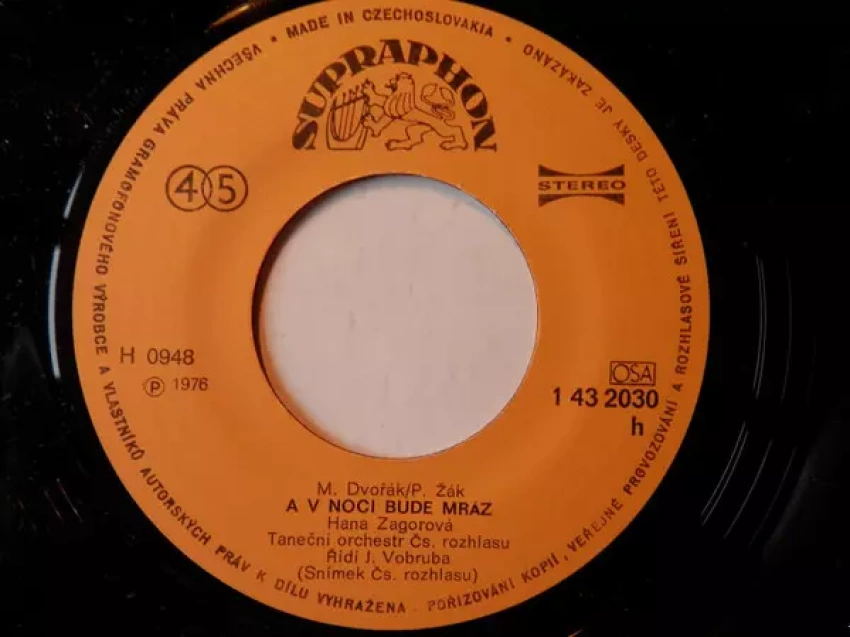 VŠECHNA PRÁVA GRAMOFONOVÉHO VÝROBCE A VLASTNÍKŮ AUTORSKÝCH PRÁV K DÍLU VYHRAŽENA. POŘIZOVÁNÍ KOPIÍ, VEŘEJNÉ PROVOZOVÁNÍ A ROZHLASOVÉ ŠÍŘENÍ TÉTO DESKY JE ZAKÁZÁNO
• MADE IN CZECHOSLOVAKIA •
SUPRAPHON
45
STEREO
H 0948
Ⓟ 1976
OSA
1 43 2030
h
M. Dvořák/P. Žák
A V NOCI BUDE MRÁZ
Hana Zagorová
Taneční orchestr Čs. rozhlasu
Řídí J. Vobruba
(Snímek Čs. rozhlasu)